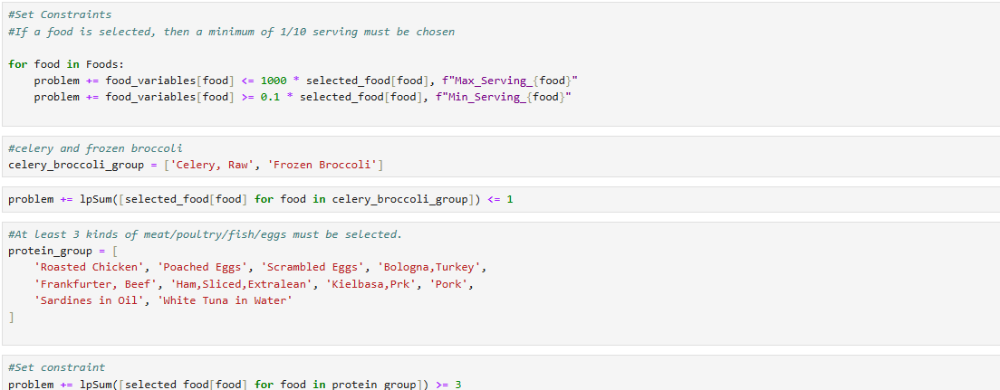 #Set Constraints
#If a food is selected, then a minimum of 1/10 serving must be chosen
for food in Foods:
    problem += food_variables[food] <= 1000 * selected_food[food], f"Max_Serving_{food}"
    problem += food_variables[food] >= 0.1 * selected_food[food], f"Min_Serving_{food}"
#celery and frozen broccoli
celery_broccoli_group = ['Celery, Raw', 'Frozen Broccoli']
problem += lpSum([selected_food[food] for food in celery_broccoli_group]) <= 1
#At least 3 kinds of meat/poultry/fish/eggs must be selected.
protein_group = [
    'Roasted Chicken', 'Poached Eggs', 'Scrambled Eggs', 'Bologna,Turkey',
    'Frankfurter, Beef', 'Ham,Sliced,Extralean', 'Kielbasa,Prk', 'Pork',
    'Sardines in Oil', 'White Tuna in Water'
]
#Set constraint
problem += lpSum([selected_food[food] for food in protein_group]) >= 3